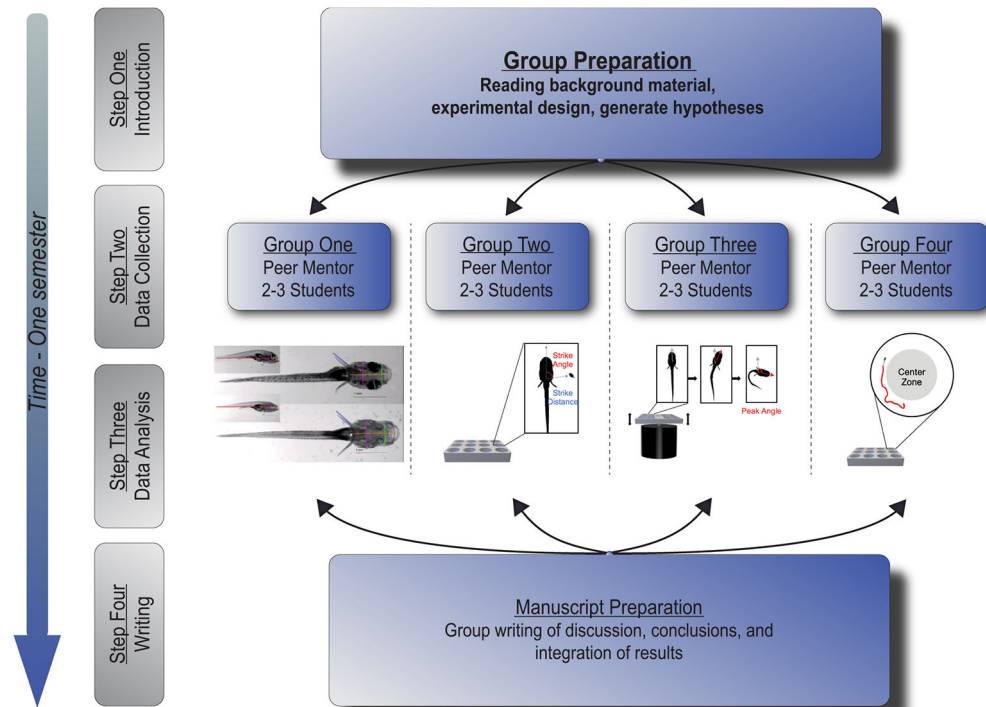 Time - One semester
Step One
Introduction
Step Two
Data Collection
Step Three
Data Analysis
Step Four
Writing
Group Preparation
Reading background material,
experimental design, generate hypotheses
Group One
Peer Mentor
2-3 Students
Group Two
Peer Mentor
2-3 Students
Group Three
Peer Mentor
2-3 Students
Group Four
Peer Mentor
2-3 Students
Strike
Angle
Strike
Distance
Peak Angle
Center
Zone
Manuscript Preparation
Group writing of discussion, conclusions, and
integration of results